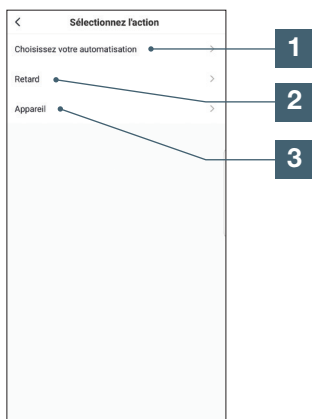 Sélectionnez l'action
Choisissez votre automatisation
1
Retard
2
Appareil
3